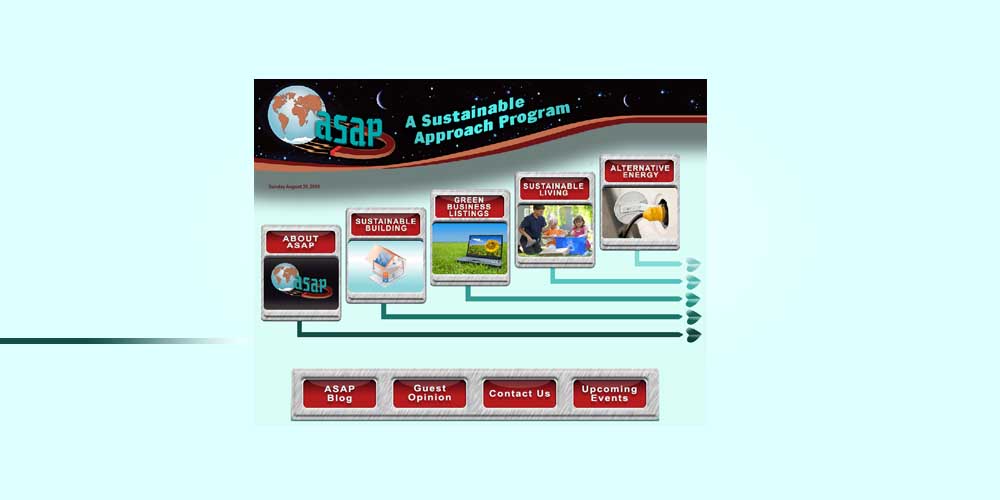 asap
A Sustainable
Approach Program
ABOUT
ASAP
asap
SUSTAINABLE
BUILDING
GREEN
BUSINESS
LISTINGS
SUSTAINABLE
LIVING
ALTERNATIVE
ENERGY
ASAP
Blog
Guest
Opinion
Contact Us
Upcoming
Events